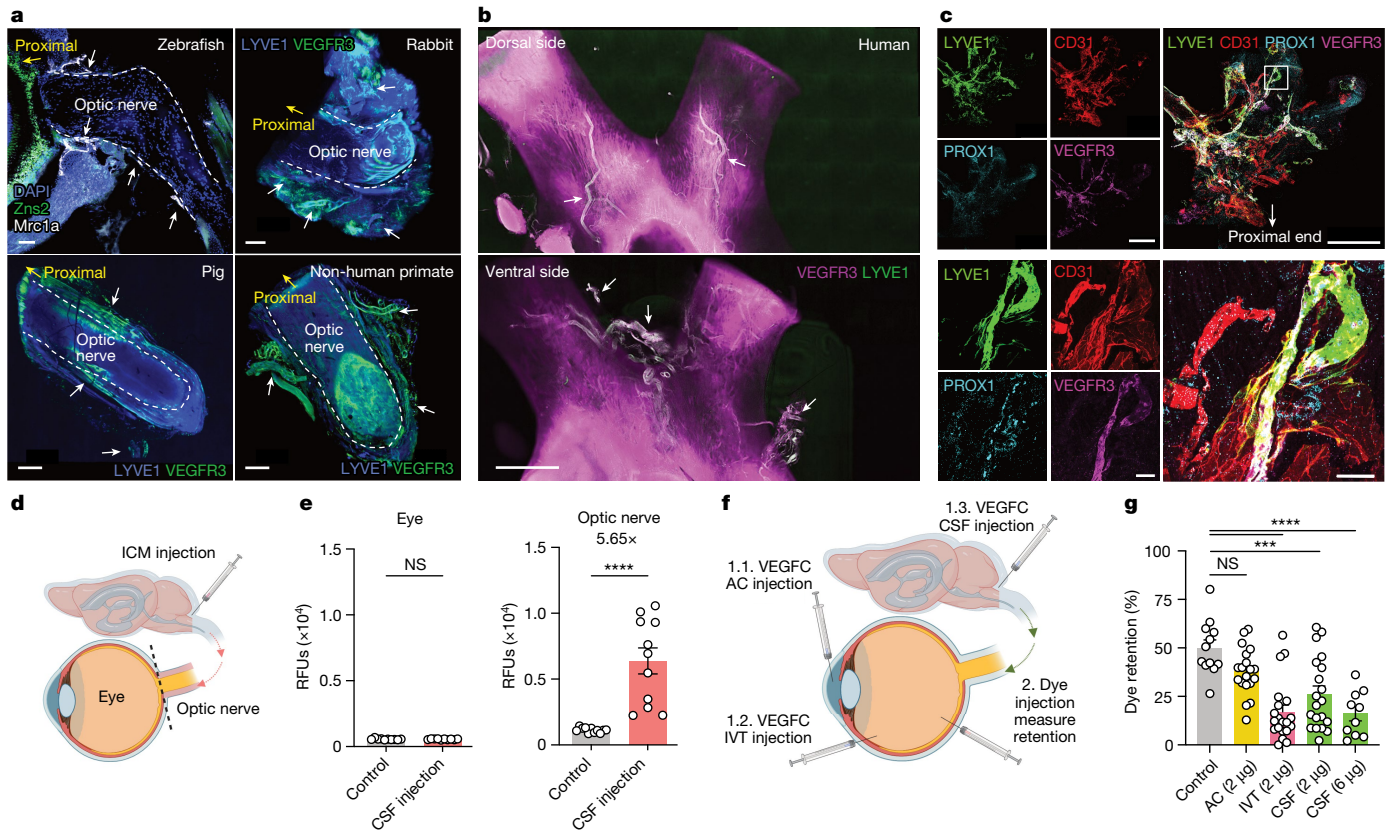 a
Proximal
Zebrafish
Optic nerve
DAPI
Zns2
Mrc1a
LYVE1 VEGFR3
Rabbit
Proximal
Optic nerve
Proximal
Pig
Optic
nerve
LYVE1 VEGFR3
Non-human primate
Proximal
Optic
nerve
LYVE1 VEGFR3
b
Dorsal side
Human
Ventral side
VEGFR3 LYVE1
c
LYVE1
CD31
PROX1
VEGFR3
LYVE1 CD31 PROX1 VEGFR3
Proximal end
LYVE1
CD31
PROX1
VEGFR3
d
ICM injection
Eye
Optic nerve
e
Eye
RFUs (×10⁴)
1.5
1.0
0.5
0
NS
Control
CSF injection
Optic nerve
5.65×
RFUs (×10⁴)
1.5
1.0
0.5
0
****
Control
CSF injection
f
1.3. VEGFC
CSF injection
1.1. VEGFC
AC injection
1.2. VEGFC
IVT injection
2. Dye
injection
measure
retention
g
Dye retention (%)
100
75
50
25
0
****
***
NS
Control
AC (2 µg)
IVT (2 µg)
CSF (2 µg)
CSF (6 µg)